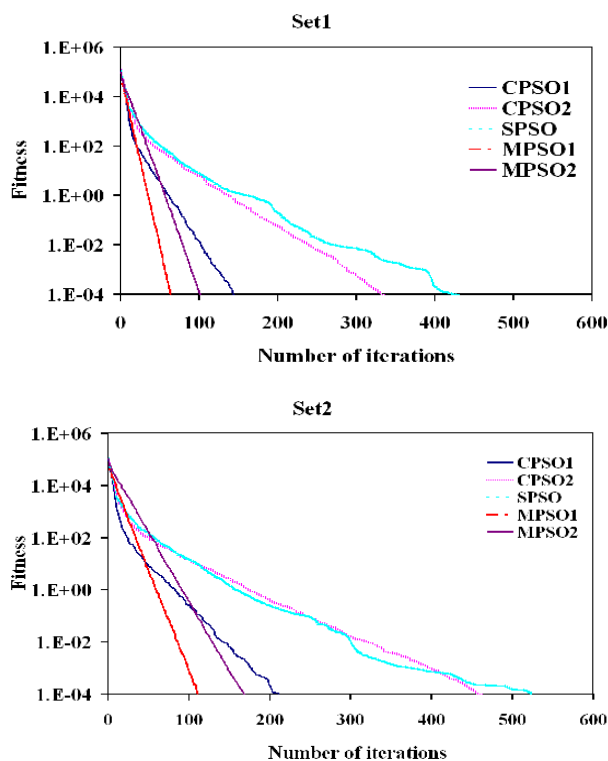 Set1
1.E+06
1.E+04
1.E+02
1.E+00
1.E-02
1.E-04
Fitness
CPSO1
CPSO2
SPSO
MPSO1
MPSO2
0 100 200 300 400 500 600
Number of iterctions
Set2
1.E+06
1.E+04
1.E+02
1.E+00
1.E-02
1.E-04
Fitness
CPSO1
CPSO2
SPSO
MPSO1
MPSO2
0 100 200 300 400 500 600
Number of iterctions